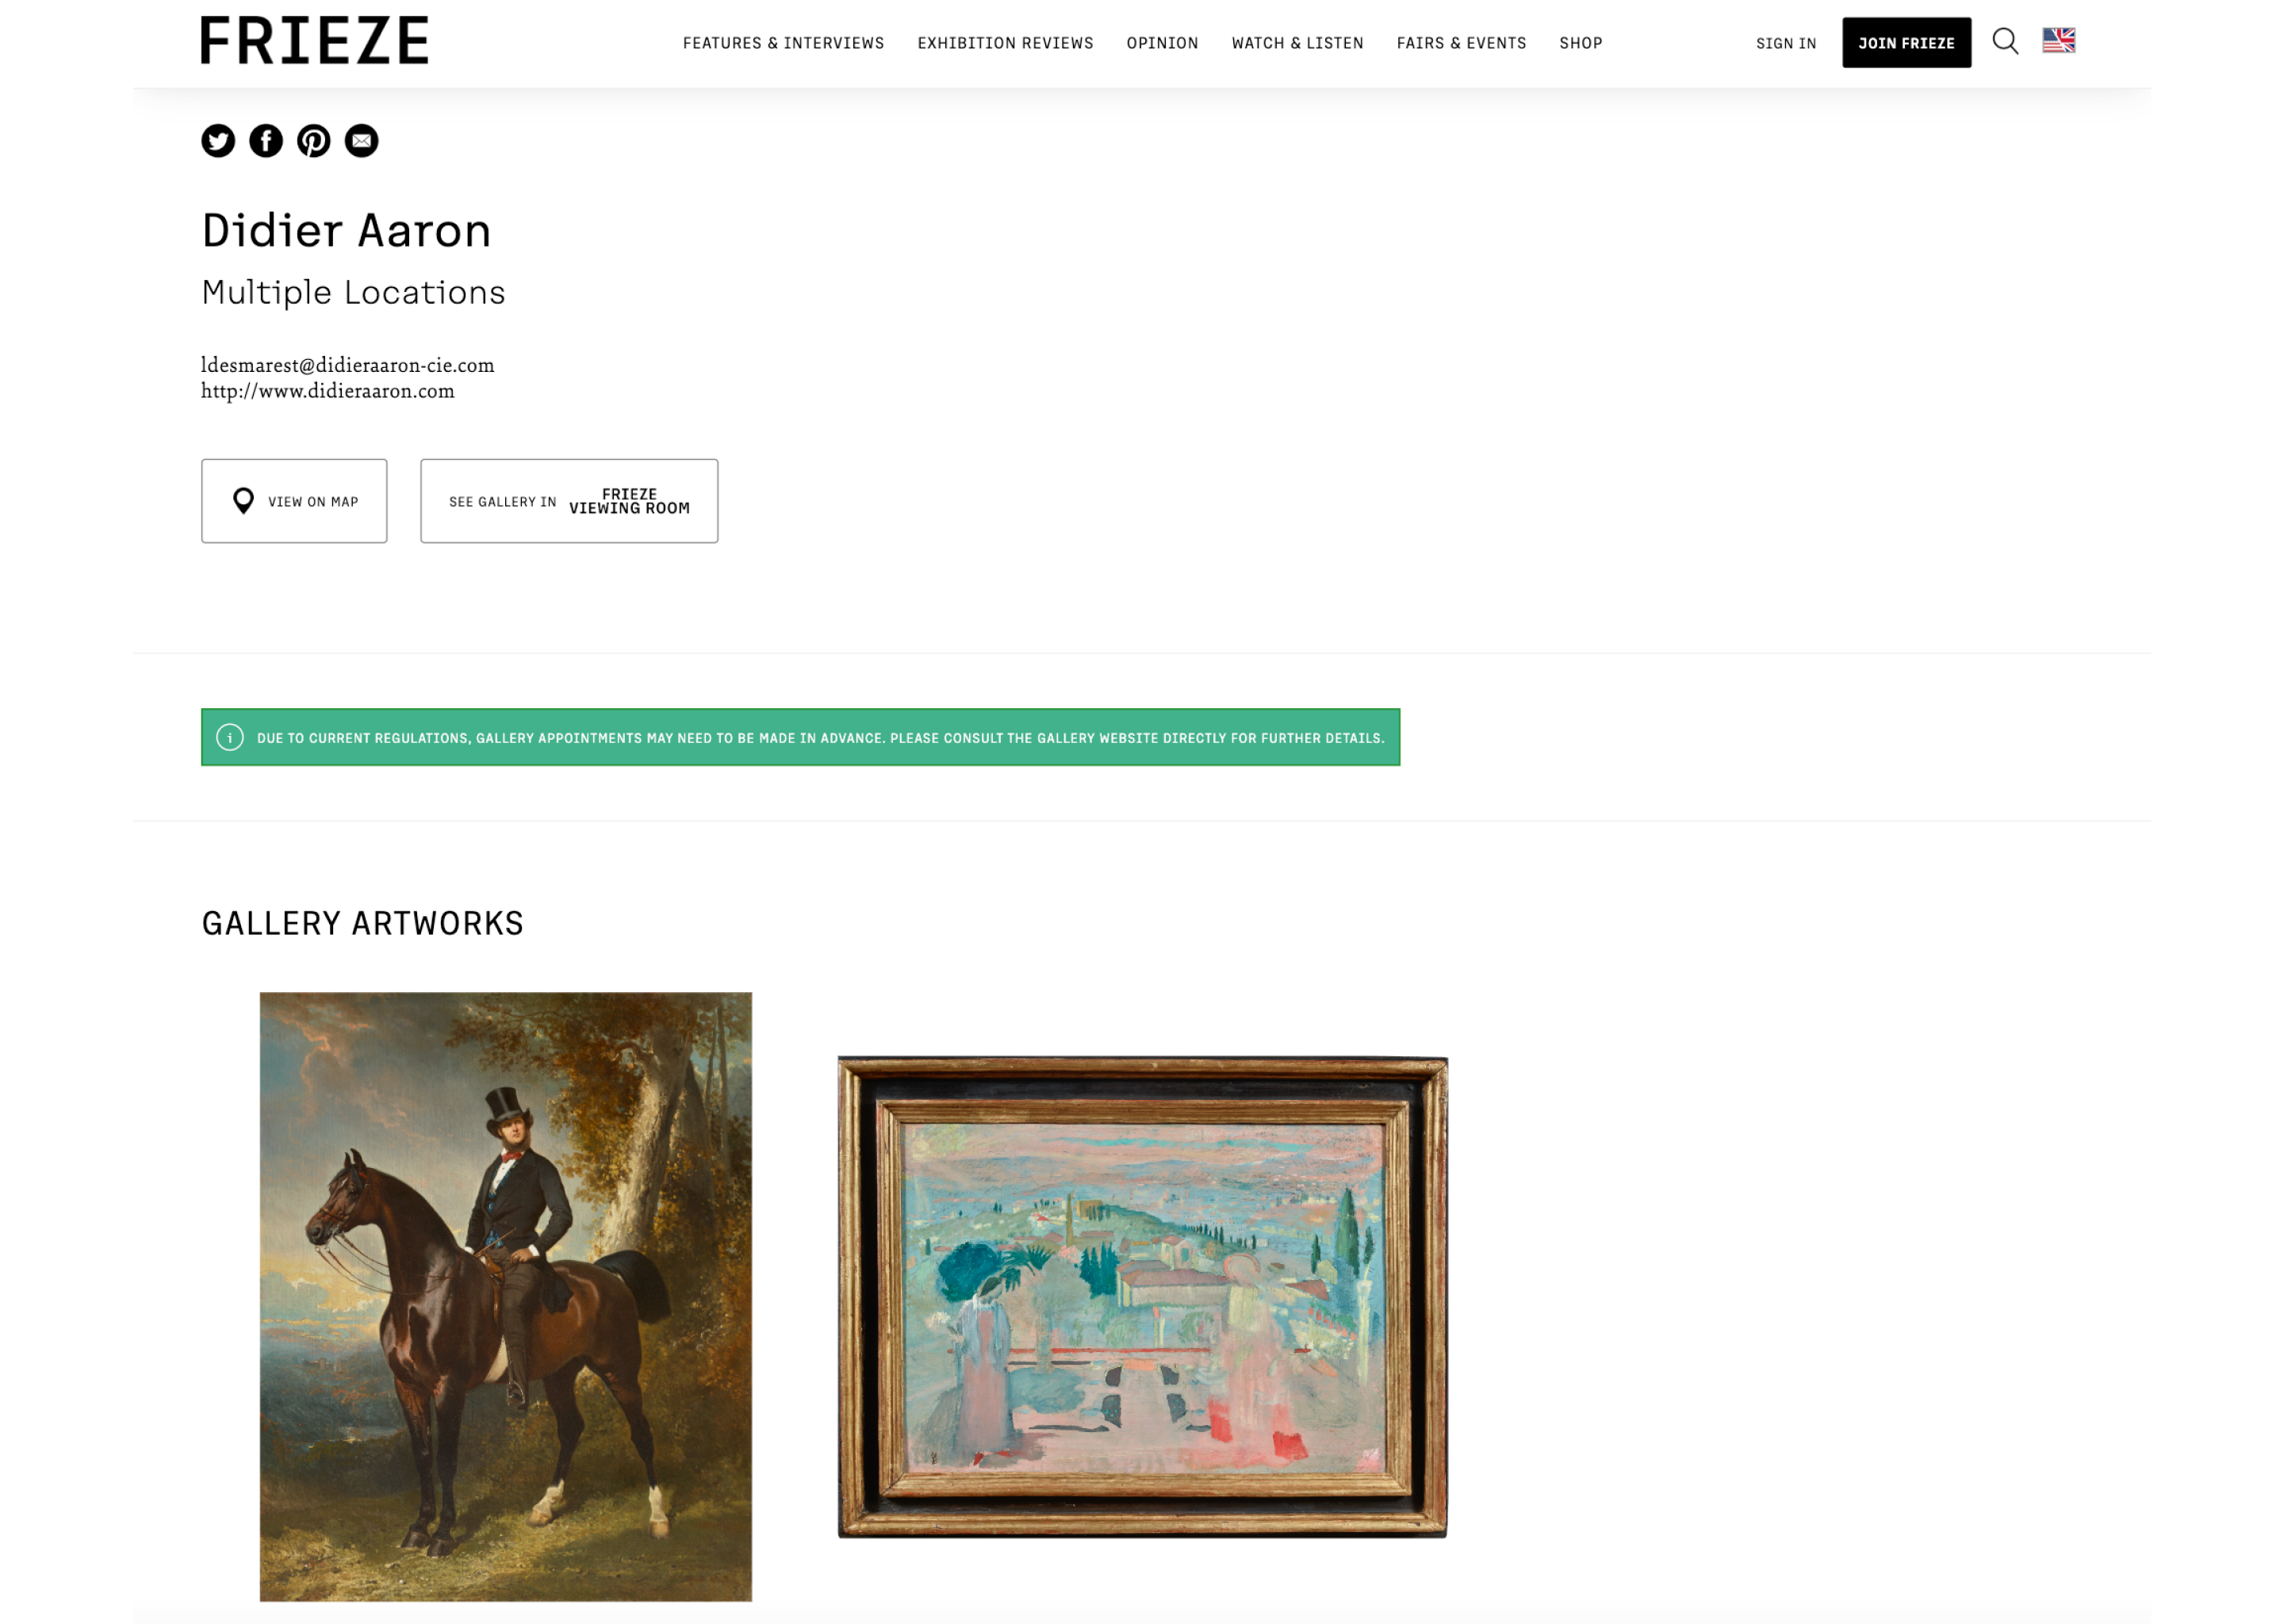 FRIEZE
FEATURES & INTERVIEWS
EXHIBITION REVIEWS
OPINION
WATCH & LISTEN
FAIRS & EVENTS
SHOP
SIGN IN
JOIN FRIEZE
Didier Aaron
Multiple Locations
ldesmarest@didieraaron-cie.com
http://www.didieraaron.com
VIEW ON MAP
SEE GALLERY IN
FRIEZE
VIEWING ROOM
DUE TO CURRENT REGULATIONS, GALLERY APPOINTMENTS MAY NEED TO BE MADE IN ADVANCE. PLEASE CONSULT THE GALLERY WEBSITE DIRECTLY FOR FURTHER DETAILS.
GALLERY ARTWORKS